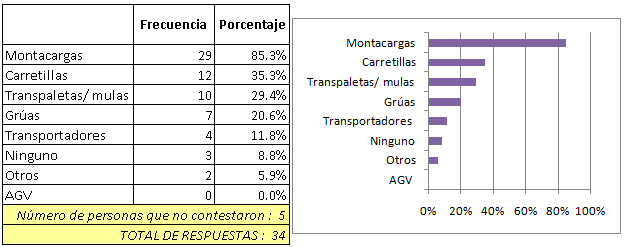 Frecuencia Porcentaje
Montacargas 29 85.3%
Carretillas 12 35.3%
Transpaletas/ mulas 10 29.4%
Grúas 7 20.6%
Transportadores 4 11.8%
Ninguno 3 8.8%
Otros 2 5.9%
AGV 0 0.0%
Número de personas que no contestaron : 5
TOTAL DE RESPUESTAS : 34
Montacargas
Carretillas
Transpaletas/ mulas
Grúas
Transportadores
Ninguno
Otros
AGV
0% 20% 40% 60% 80% 100%